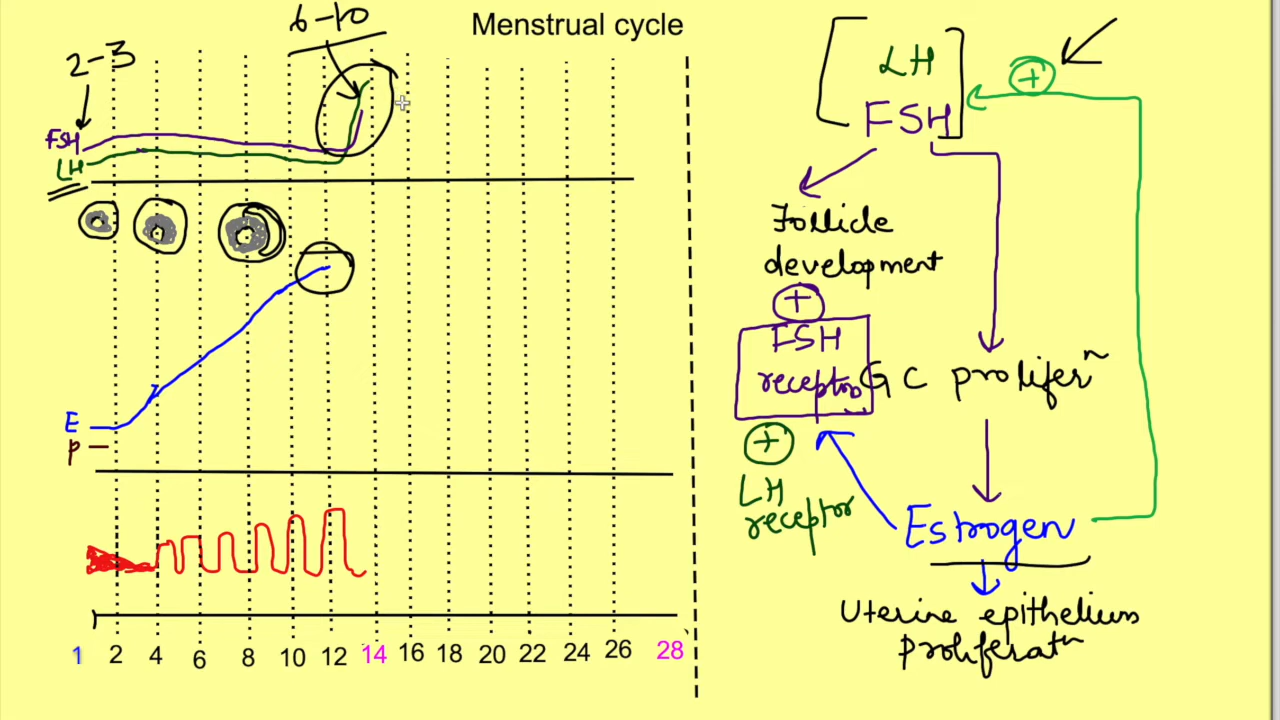 Menstrual cycle
6-10
2-3
FSH
LH
E
P
1 2 4 6 8 10 12 14 16 18 20 22 24 26 28
LH
+
FSH
Follicle
development
+
FSH
receptor
GC prolifer^n
+
LH
receptor
Estrogen
Uterine epithelium
proliferat^n